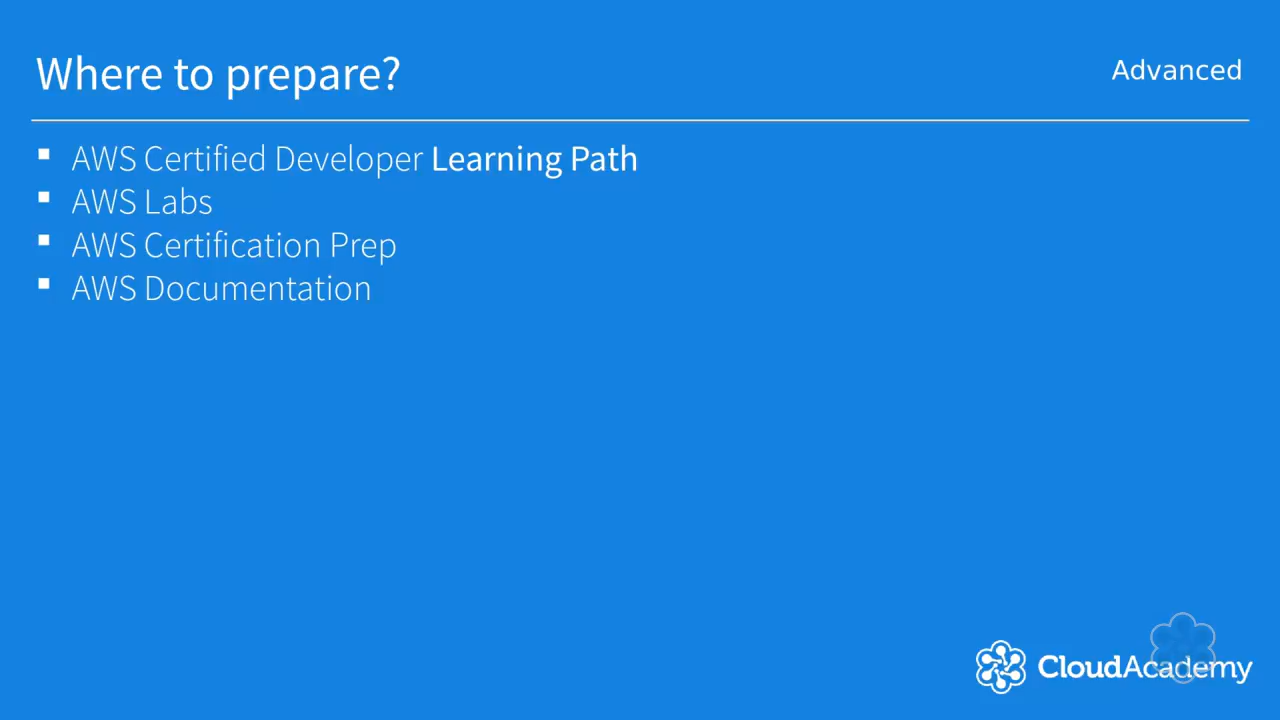 Where to prepare?
Advanced
AWS Certified Developer Learning Path
AWS Labs
AWS Certification Prep
AWS Documentation
CloudAcademy